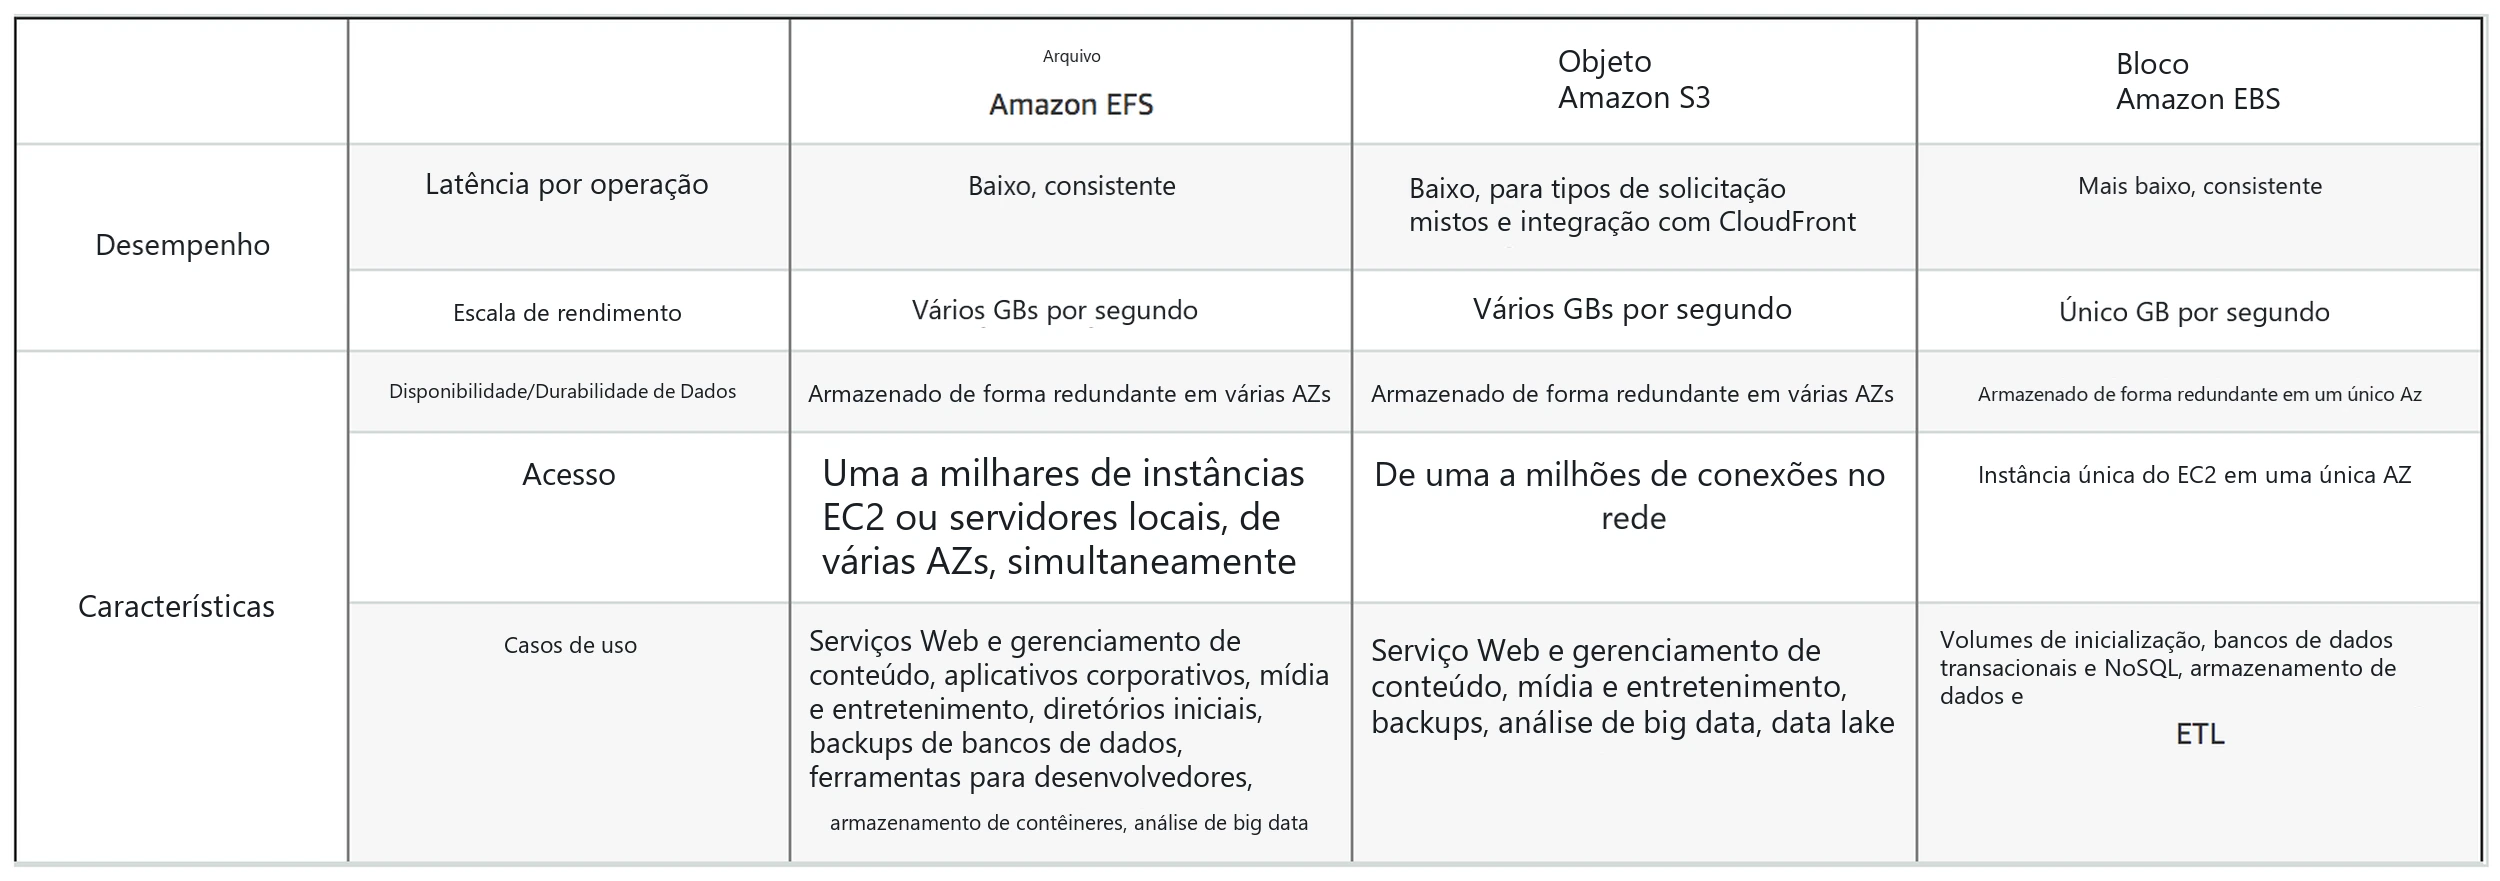 Arquivo
Amazon EFS
Objeto
Amazon S3
Bloco
Amazon EBS
Desempenho
Latência por operação
Baixo, consistente
Baixo, para tipos de solicitação
mistos e integração com CloudFront
Mais baixo, consistente
Escala de rendimento
Vários GBs por segundo
Vários GBs por segundo
Único GB por segundo
Características
Disponibilidade/Durabilidade de Dados
Armazenado de forma redundante em várias AZs
Armazenado de forma redundante em várias AZs
Armazenado de forma redundante em um único Az
Acesso
Uma a milhares de instâncias
EC2 ou servidores locais, de
várias AZs, simultaneamente
De uma a milhões de conexões no
rede
Instância única do EC2 em uma única AZ
Casos de uso
Serviços Web e gerenciamento de
conteúdo, aplicativos corporativos, mídia
e entretenimento, diretórios iniciais,
backups de bancos de dados,
ferramentas para desenvolvedores,
armazenamento de contêineres, análise de big data
Serviço Web e gerenciamento de
conteúdo, mídia e entretenimento,
backups, análise de big data, data lake
Volumes de inicialização, bancos de dados
transacionais e NoSQL, armazenamento de
dados e
ETL